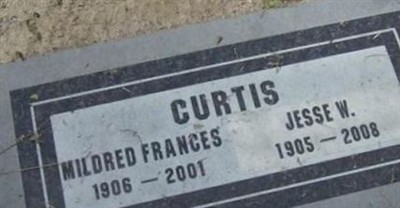 CURTIS
MILDRED FRANCES
1906 — 2001
JESSE W.
1905 — 2008